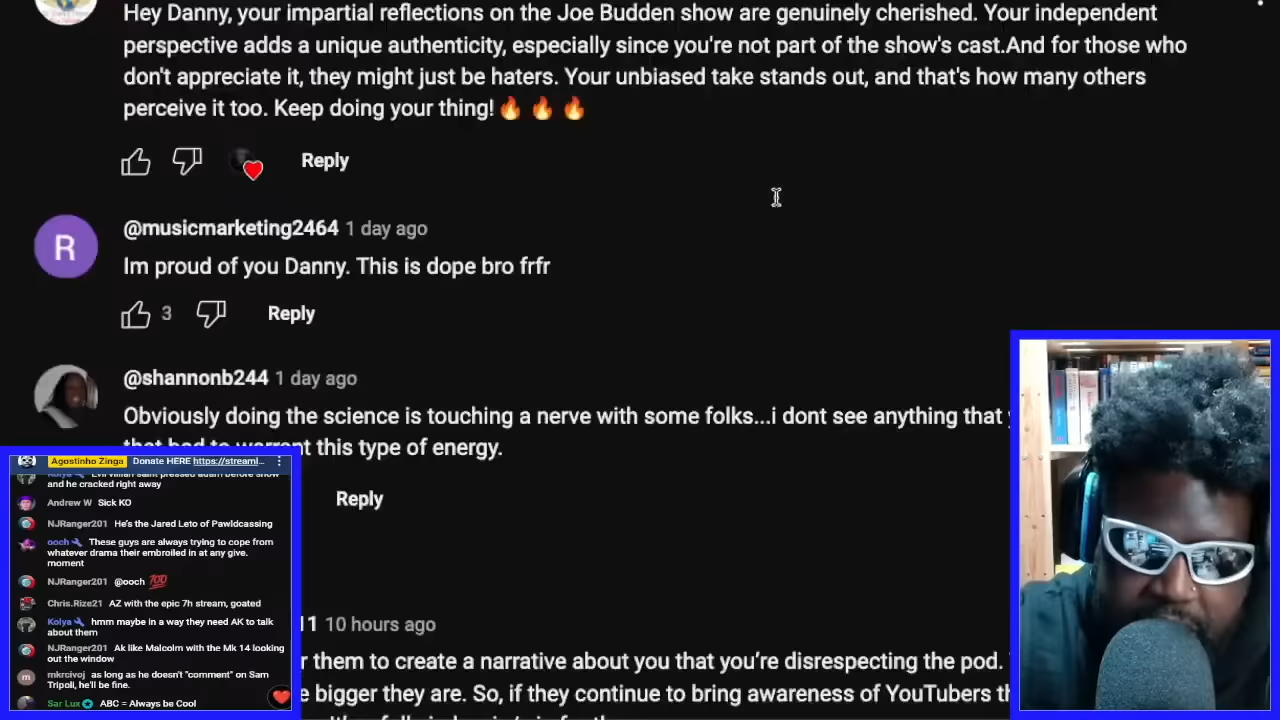 Hey Danny, your impartial reflections on the Joe Budden show are genuinely cherished. Your independent
perspective adds a unique authenticity, especially since you're not part of the show's cast.And for those who
don't appreciate it, they might just be haters. Your unbiased take stands out, and that's how many others
perceive it too. Keep doing your thing!🔥 🔥 🔥
Reply
R
@musicmarketing2464 1 day ago
Im proud of you Danny. This is dope bro frfr
3
Reply
@shannonb244 1 day ago
Obviously doing the science is touching a nerve with some folks...i dont see anything that
that bad to warrant this type of energy.
Reply
11 10 hours ago
them to create a narrative about you that you're disrespecting the pod.
bigger they are. So, if they continue to bring awareness of YouTubers
Agostinho Zinga Donate HERE https://streaml...
and he cracked right away
Andrew W Sick KO
NJRanger201 He's the Jared Leto of Pawldcassing
ooch These guys are always trying to cope from
whatever drama their embroiled in at any give.
moment
NJRanger201 @ooch 💯
Chris.Rize21 AZ with the epic 7h stream, goated
Kolya hmm maybe in a way they need AK to talk
about them
NJRanger201 Ak like Malcolm with the Mk 14 looking
out the window
m
mkrcivoj as long as he doesn't "comment" on Sam
Tripoli, he'll be fine.
Sar Lux ABC = Always be Cool